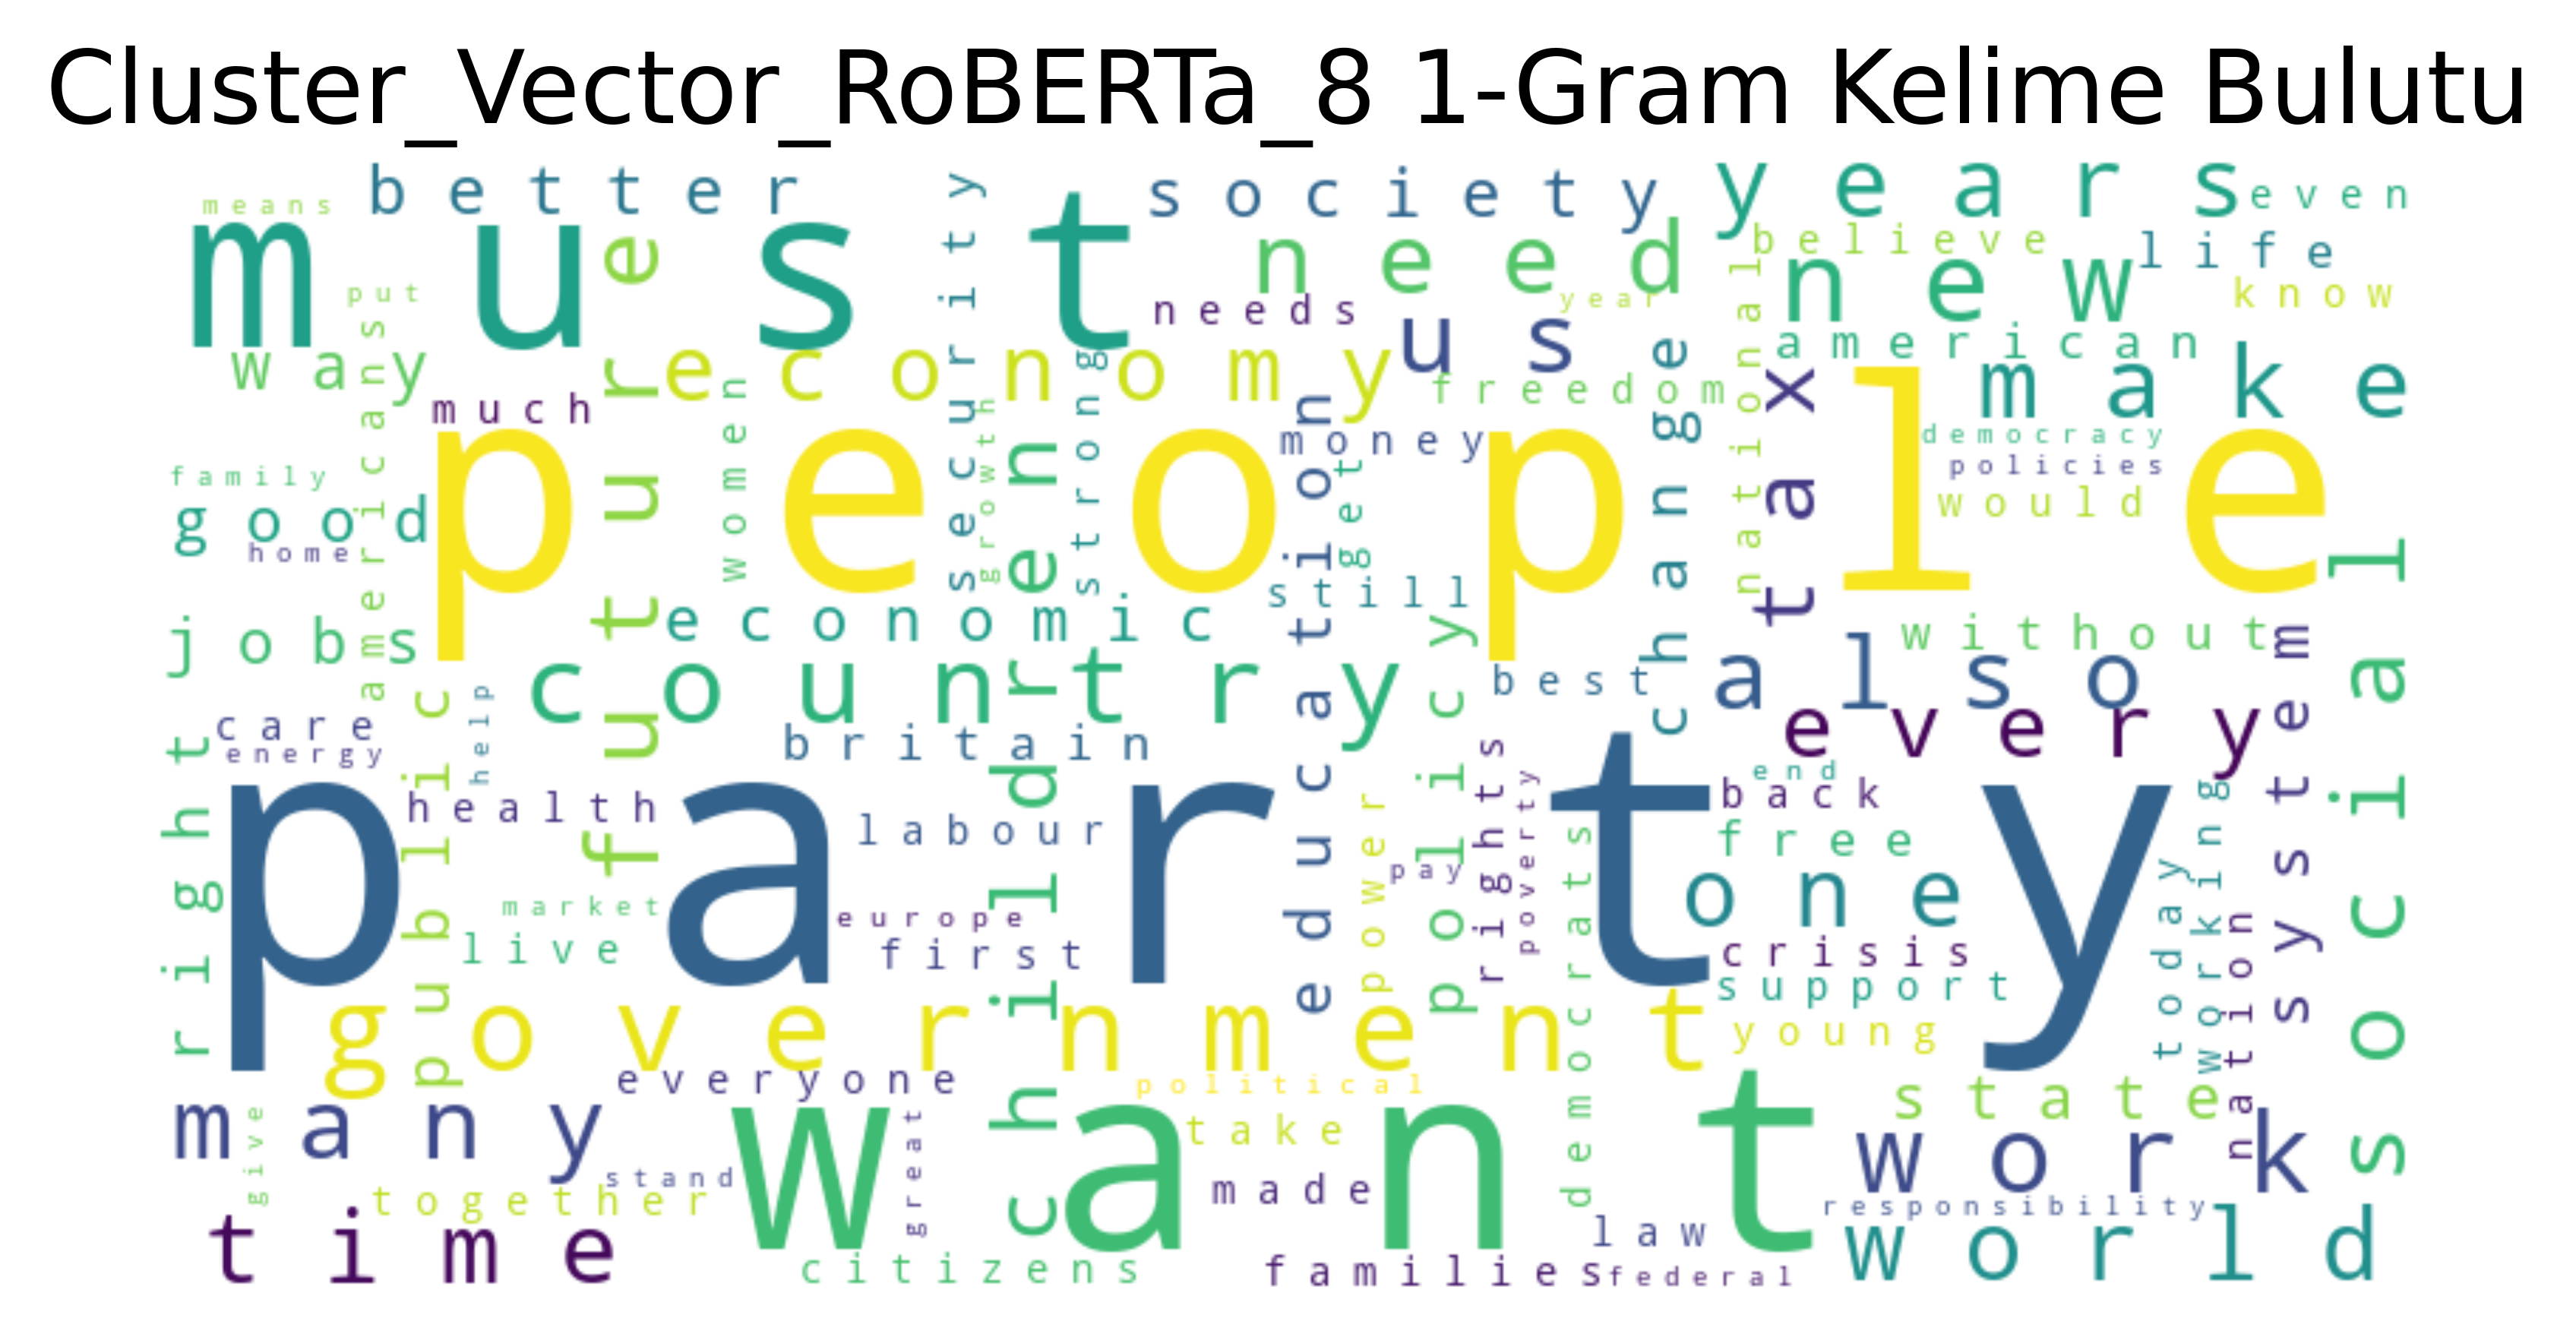 Cluster_Vector_RoBERTa_8 1-Gram Kelime Bulutu
better
society
years
means
even
must
security
need
believe
life
new
put
needs
year
know
us
national
american
way
economy
make
future
americans
strong
freedom
change
tax
much
women
growth
money
democracy
people
policies
family
get
would
good
home
education
still
children
economic
jobs
without
country
best
also
system
social
care
help
policy
every
energy
britain
right
public
rights
end
health
back
poverty
working
party
labour
power
free
pay
democrats
one
today
market
europe
live
first
crisis
nation
support
government
young
everyone
political
state
many
want
give
great
take
work
stand
together
made
responsibility
time
law
world
citizens
families
federal